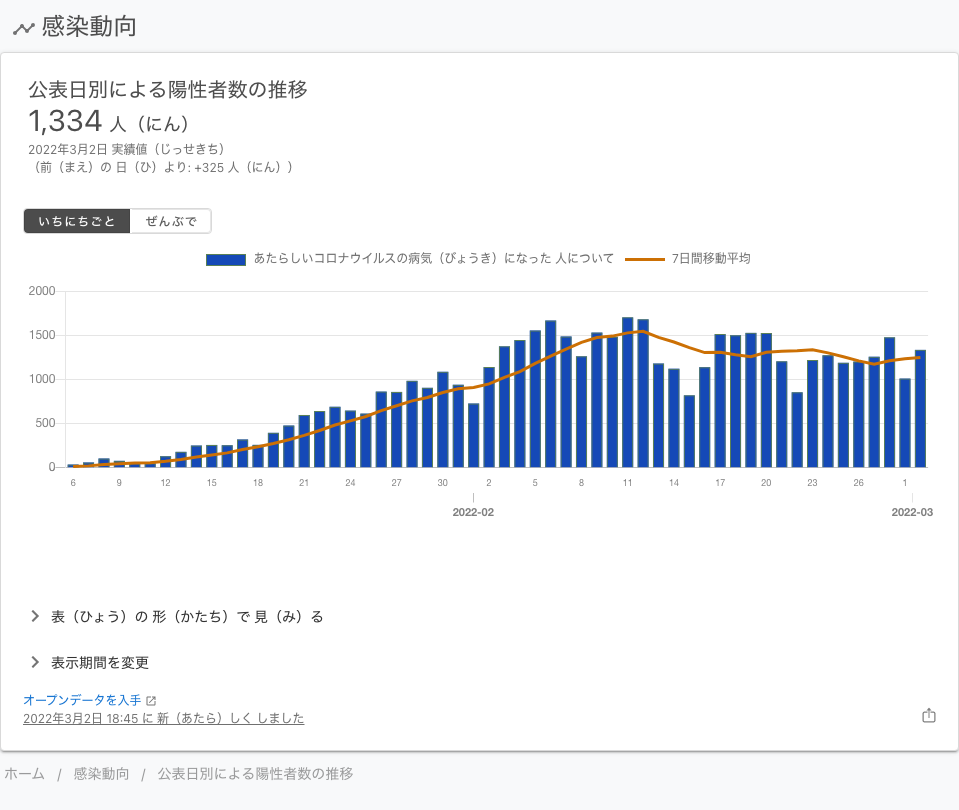 感染動向
公表日別による陽性者数の推移
1,334 人（にん）
2022年3月2日 実績値（じっせきち）
（前（まえ）の 日（ひ）より: +325 人（にん））
いちにちごと ぜんぶで
あたらしいコロナウイルスの病気（びょうき）になった 人について 7日間移動平均
2000
1500
1000
500
0
6 9 12 15 18 21 24 27 30 2 5 8 11 14 17 20 23 26 1
2022-02 2022-03
表（ひょう）の 形（かたち）で 見（み）る
表示期間を変更
オープンデータを入手
2022年3月2日 18:45 に 新（あたら）しく しました
ホーム / 感染動向 / 公表日別による陽性者数の推移